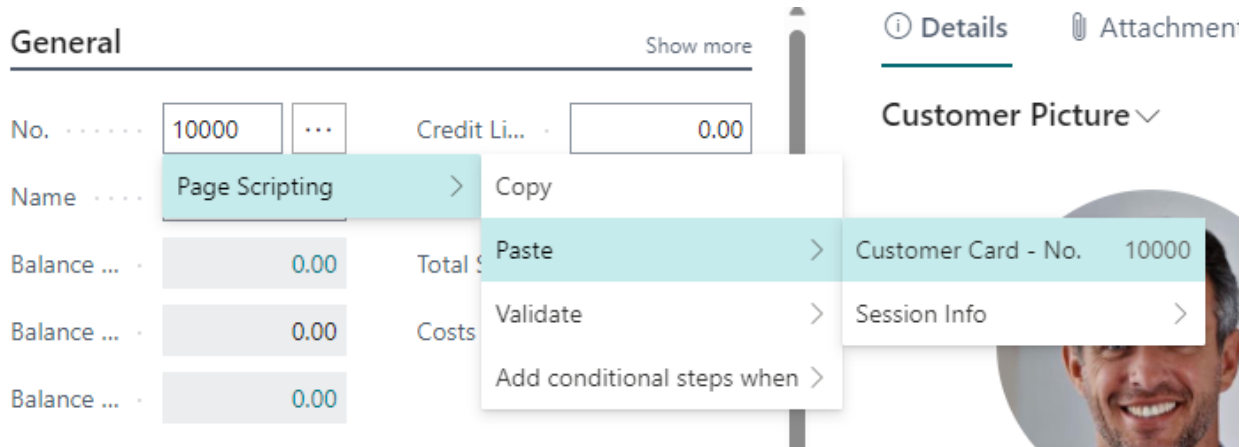 General
Show more
Details
Attachment
No.
10000
...
Credit Li...
0.00
Customer Picture
Page Scripting
Copy
Name
Balance ...
0.00
Total
Paste
Customer Card - No.
10000
Balance ...
0.00
Costs
Validate
Session Info
Balance ...
0.00
Add conditional steps when